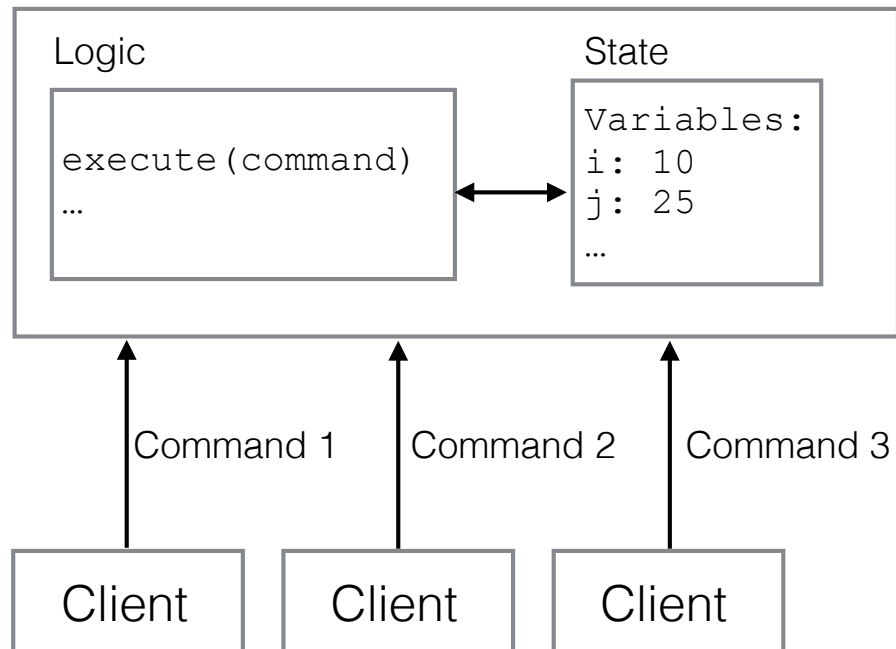 Logic
State
execute(command)
…
Variables:
i: 10
j: 25
…
Command 1
Command 2
Command 3
Client
Client
Client